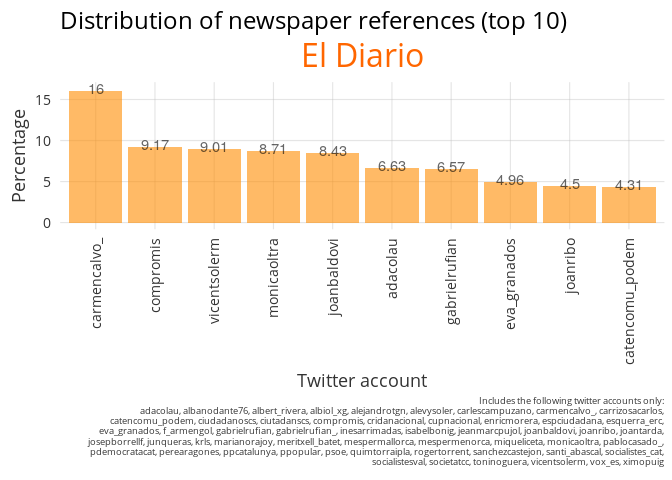 Distribution of newspaper references (top 10)
El Diario
Percentage
15
10
5
0
16
9.17
9.01
8.71
8.43
6.63
6.57
4.96
4.5
4.31
carmencalvo_
compromis
vicentsolerm
monicaoltra
joanbaldovi
adacolau
gabrielrufian
eva_granados
joanribo
catencomu_podem
Twitter account
Includes the following twitter accounts only:
adacolau, albanodante76, albert_rivera, albiol_xg, alejandrotgn, alevysoler, carlescampuzano, carmencalvo_, carrizosacarlos,
catencomu_podem, ciudadanoscs, ciutadanscs, compromis, cridanacional, cupnacional, enricmorera, espciudadana, esquerra_erc,
eva_granados, f_armengol, gabrielrufian, gabrielrufian_, inesarrimadas, isabelbonig, jeanmarcpujol, joanbaldovi, joanribo, joantarda,
josepborrellf, junqueras, krls, marianorajoy, meritxell_batet, mespermallorca, mespermenorca, miqueliceta, monicaoltra, pablocasado_,
pdemocratacat, perearagones, ppcatalunya, ppopular, psoe, quimtorraipla, rogertorrent, sanchezcastejon, santi_abascal, socialistes_cat,
socialistesval, societatcc, toninoguera, vicentsolerm, vox_es, ximopuig